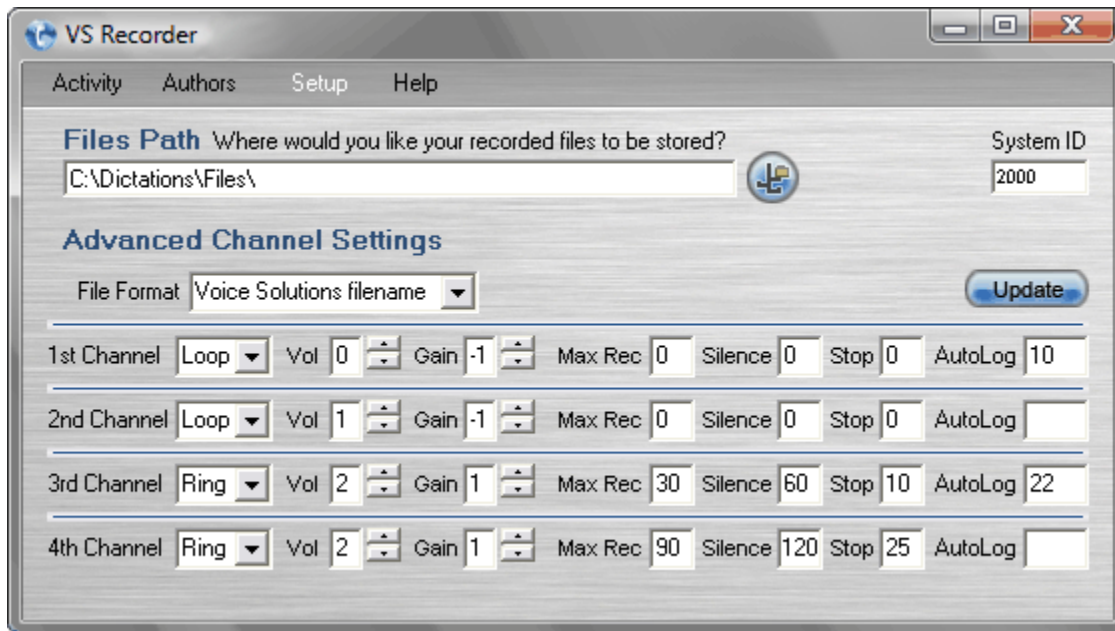 VS Recorder
Activity Authors Setup Help
Files Path Where would you like your recorded files to be stored? System ID
C:\Dictations\Files\ 2000
Advanced Channel Settings
File Format Voice Solutions filename Update
1st Channel Loop Vol 0 Gain -1 Max Rec 0 Silence 0 Stop 0 AutoLog 10
2nd Channel Loop Vol 1 Gain -1 Max Rec 0 Silence 0 Stop 0 AutoLog
3rd Channel Ring Vol 2 Gain 1 Max Rec 30 Silence 60 Stop 10 AutoLog 22
4th Channel Ring Vol 2 Gain 1 Max Rec 90 Silence 120 Stop 25 AutoLog